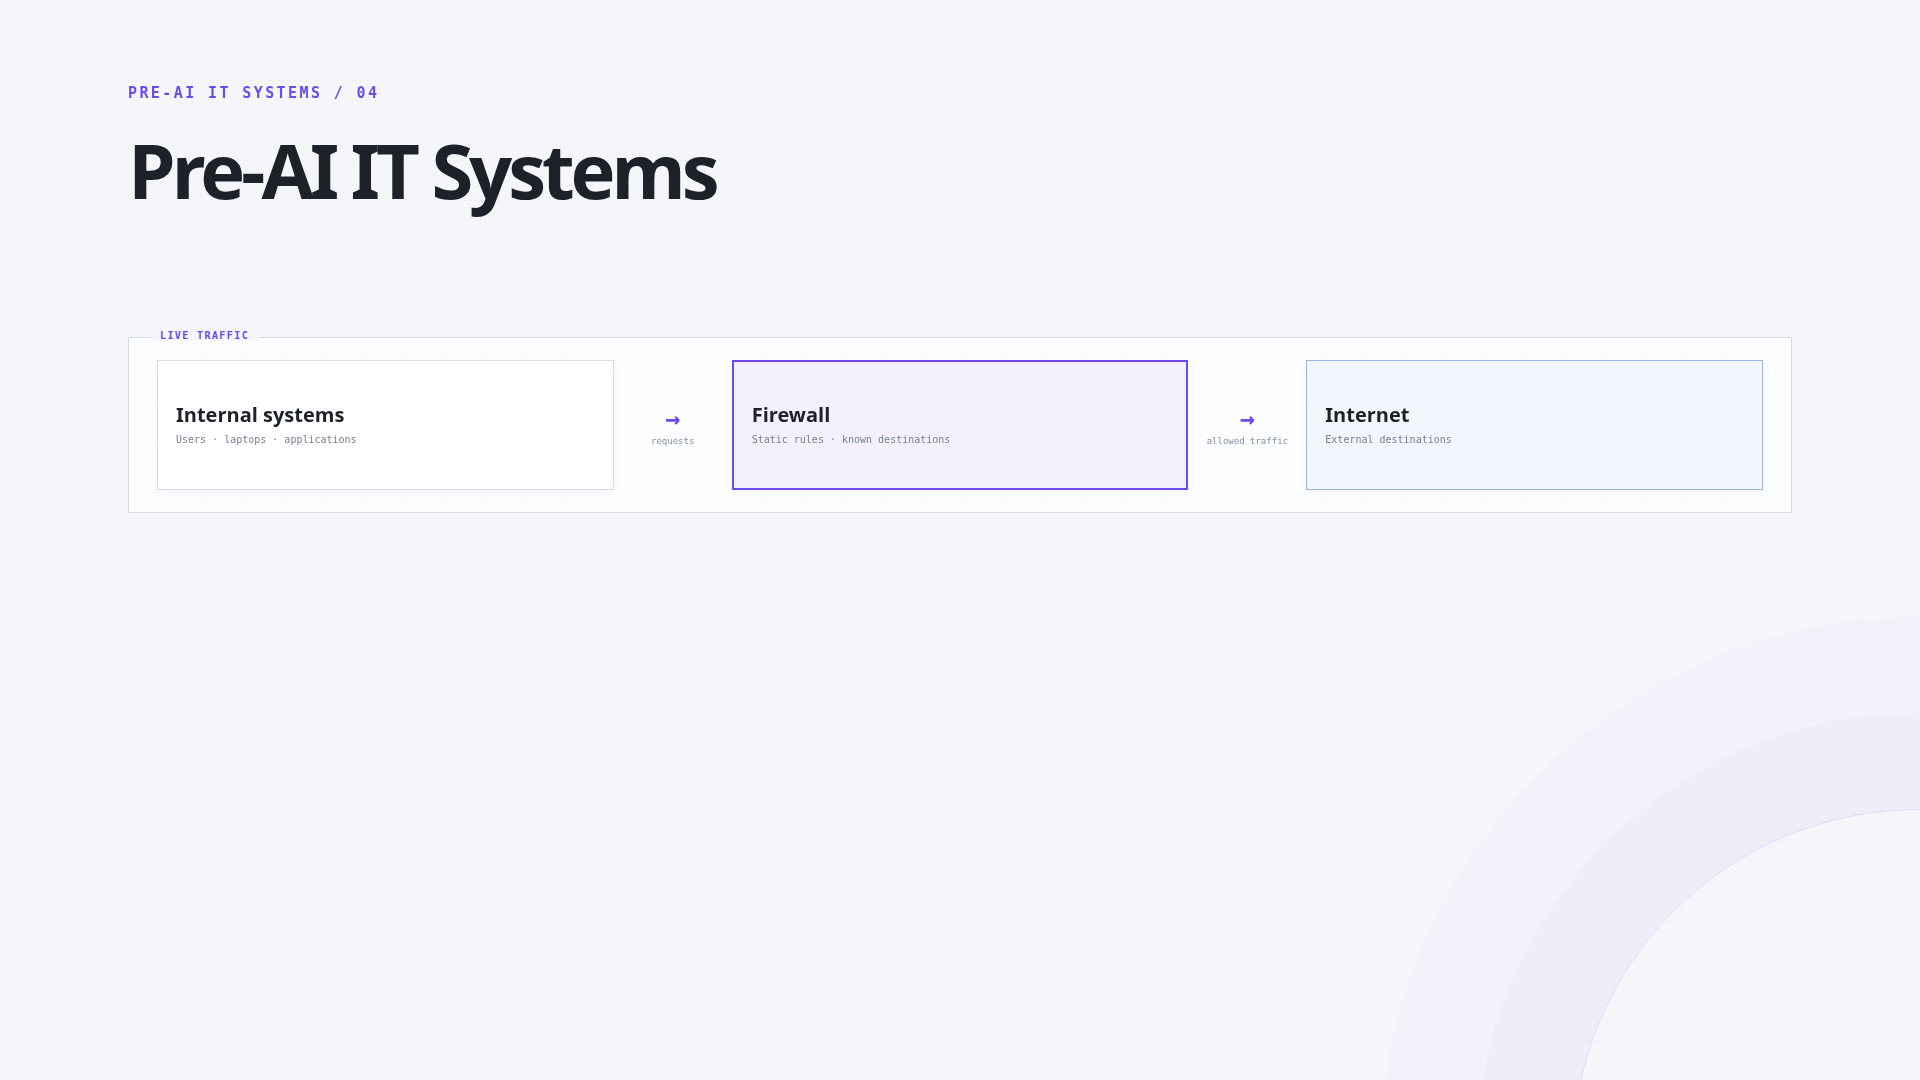 PRE-AI IT SYSTEMS / 04
Pre-AI IT Systems
LIVE TRAFFIC
Internal systems
Users · laptops · applications
→
requests
Firewall
Static rules · known destinations
→
allowed traffic
Internet
External destinations